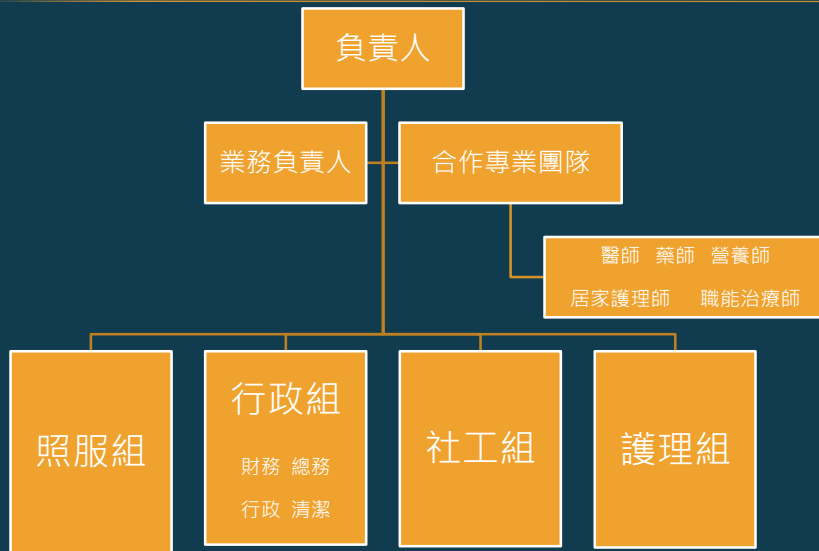 負責人
業務負責人
合作專業團隊
醫師 藥師 營養師
居家護理師 職能治療師
照服組
行政組
財務 總務
行政 清潔
社工組
護理組